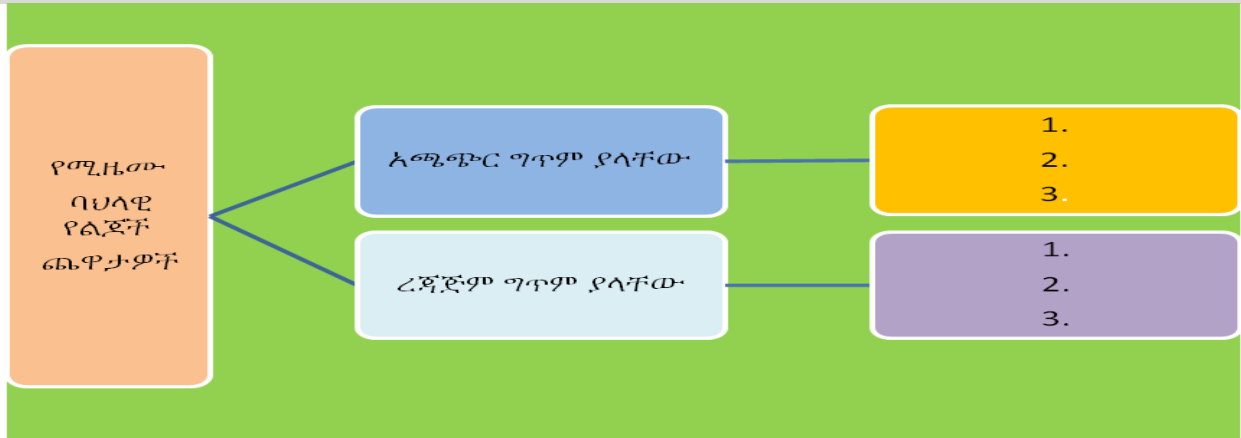 የሚዜሙ
ባህላዊ
የልጆች
ጨዋታዎች
አጫጭር ግጥም ያላቸው
1.
2.
3.
ረጃጅም ግጥም ያላቸው
1.
2.
3.